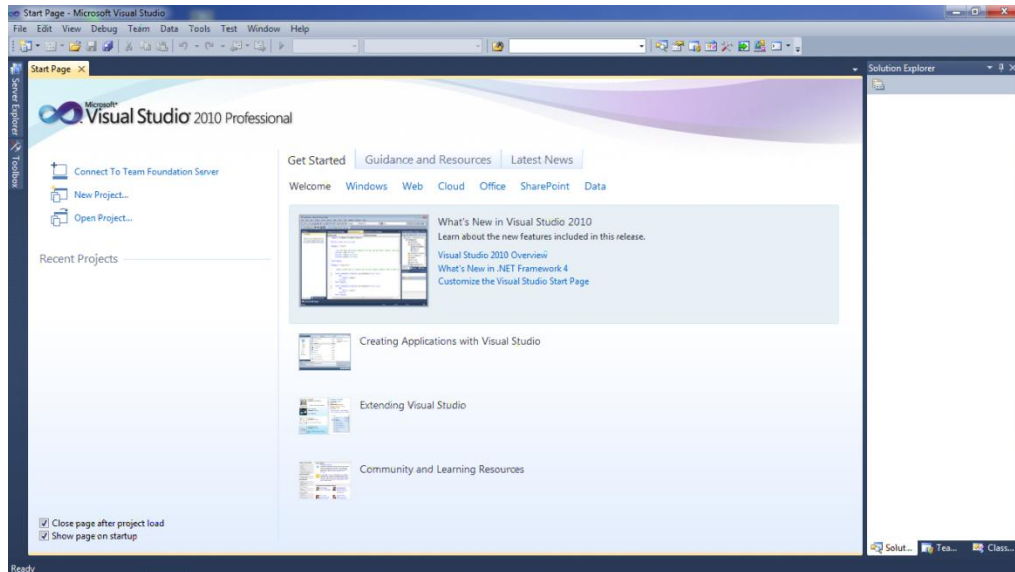 Start Page - Microsoft Visual Studio
File Edit View Debug Team Data Tools Test Window Help
Start Page
Solution Explorer
Server Explorer
Toolbox
Microsoft
Visual Studio 2010 Professional
Connect To Team Foundation Server
New Project...
Open Project...
Recent Projects
Get Started Guidance and Resources Latest News
Welcome Windows Web Cloud Office SharePoint Data
What's New in Visual Studio 2010
Learn about the new features included in this release.
Visual Studio 2010 Overview
What's New in .NET Framework 4
Customize the Visual Studio Start Page
Creating Applications with Visual Studio
Extending Visual Studio
Community and Learning Resources
Close page after project load
Show page on startup
Solut... Tea... Class...
Ready